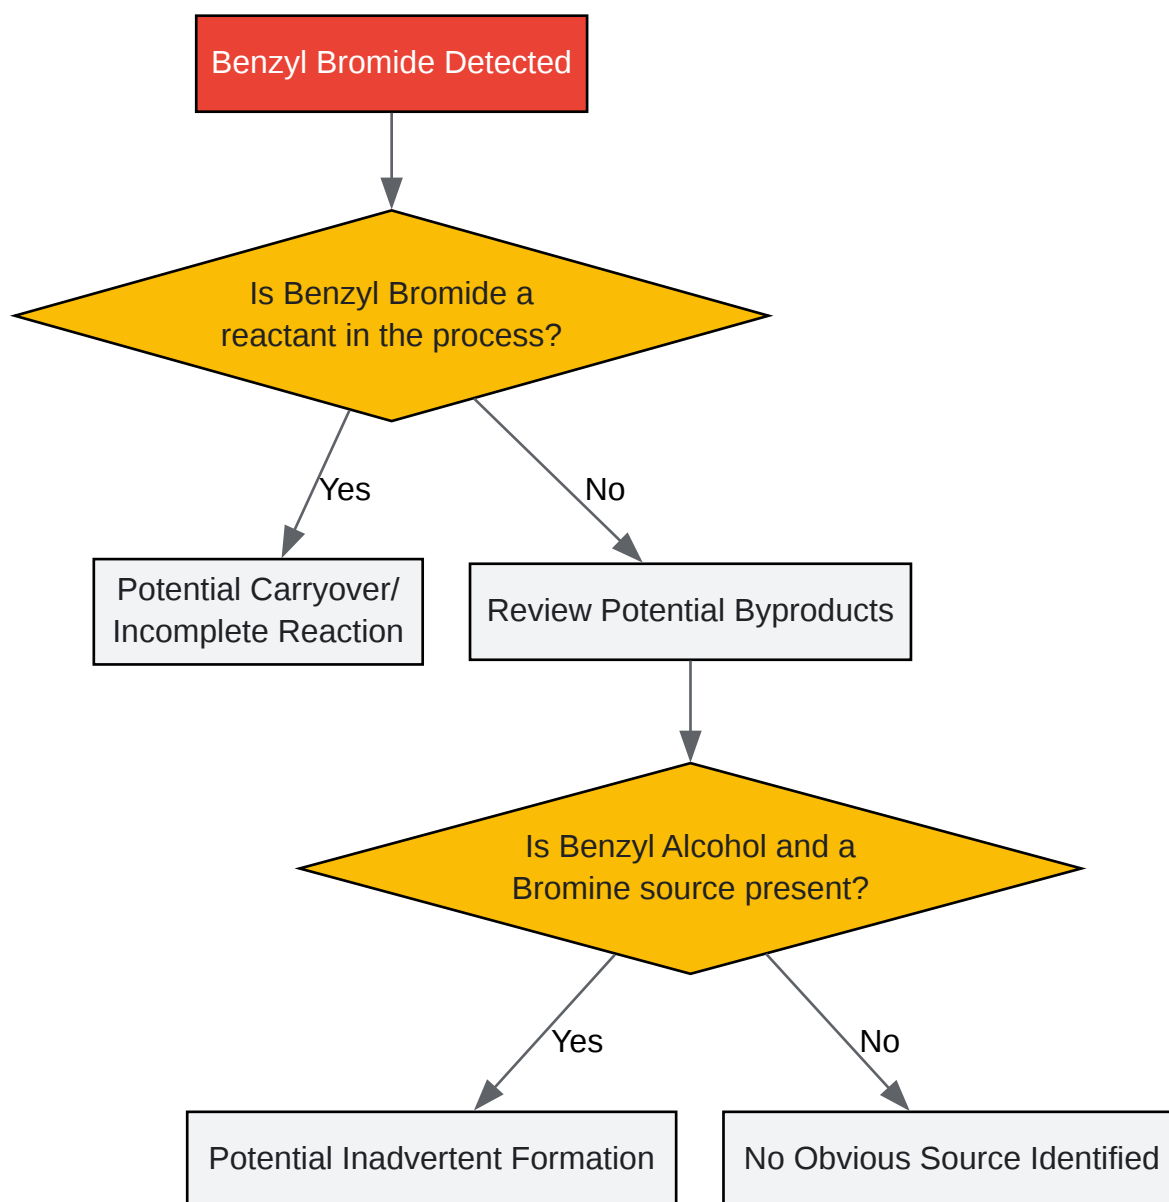 Benzyl Bromide Detected
Is Benzyl Bromide a
reactant in the process?
Yes
No
Potential Carryover/
Incomplete Reaction
Review Potential Byproducts
Is Benzyl Alcohol and a
Bromine source present?
Yes
No
Potential Inadvertent Formation
No Obvious Source Identified